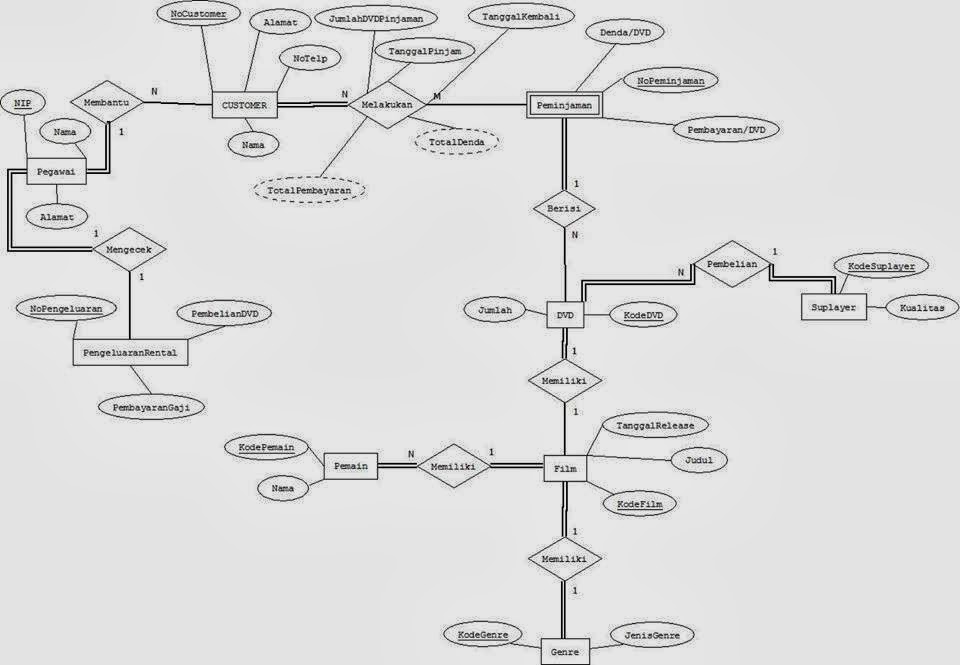 NoCustomer
Alamat
JumlahDVDPinjaman
TanggalKembali
NoTelp
TanggalPinjam
Denda/DVD
NoPeminjaman
NIP
Membantu
N
CUSTOMER
N
Melakukan
M
Peminjaman
Nama
1
Nama
TotalDenda
Pembayaran/DVD
Pegawai
TotalPembayaran
1
Alamat
Berisi
1
Mengecek
N
1
Pembelian
1
N
KodeSuplayer
NoPengeluaran
PembelianDVD
Jumlah
DVD
KodeDVD
Suplayer
Kualitas
PengeluaranRental
1
Memiliki
PembayaranGaji
1
TanggalRelease
KodePemain
N
1
Judul
Pemain
Memiliki
Film
Nama
KodeFilm
1
Memiliki
1
KodeGenre
JenisGenre
Genre